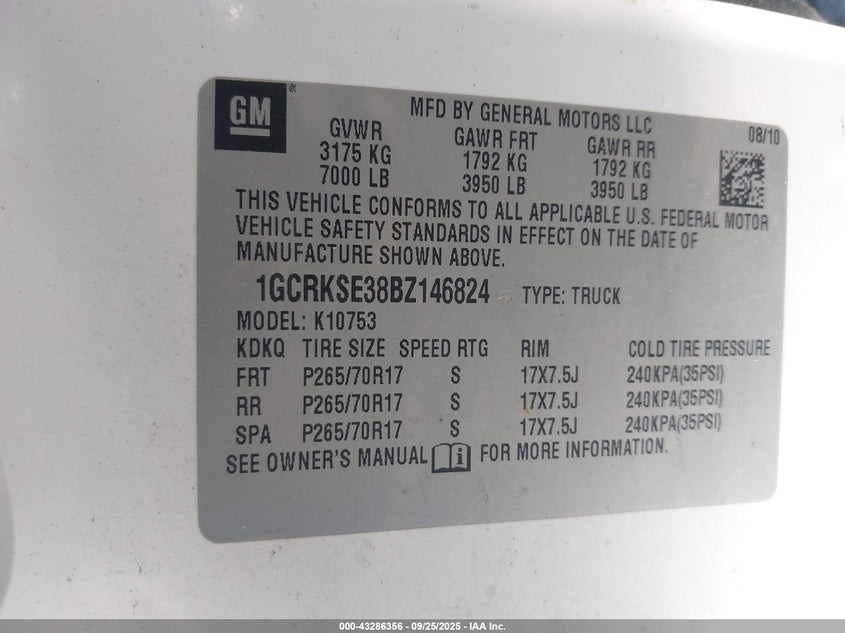 GM®
MFD BY GENERAL MOTORS LLC 08/10
GVWR GAWR FRT GAWR RR
3175 KG 1792 KG 1792 KG
7000 LB 3950 LB 3950 LB
THIS VEHICLE CONFORMS TO ALL APPLICABLE U.S. FEDERAL MOTOR
VEHICLE SAFETY STANDARDS IN EFFECT ON THE DATE OF
MANUFACTURE SHOWN ABOVE.
1GCRKSE38BZ146824 TYPE: TRUCK
MODEL: K10753
KDKQ TIRE SIZE SPEED RTG RIM COLD TIRE PRESSURE
FRT P265/70R17 S 17X7.5J 240KPA(35PSI)
RR P265/70R17 S 17X7.5J 240KPA(35PSI)
SPA P265/70R17 S 17X7.5J 240KPA(35PSI)
SEE OWNER'S MANUAL FOR MORE INFORMATION.
000-43286356 - 09/25/2025 - IAA Inc.